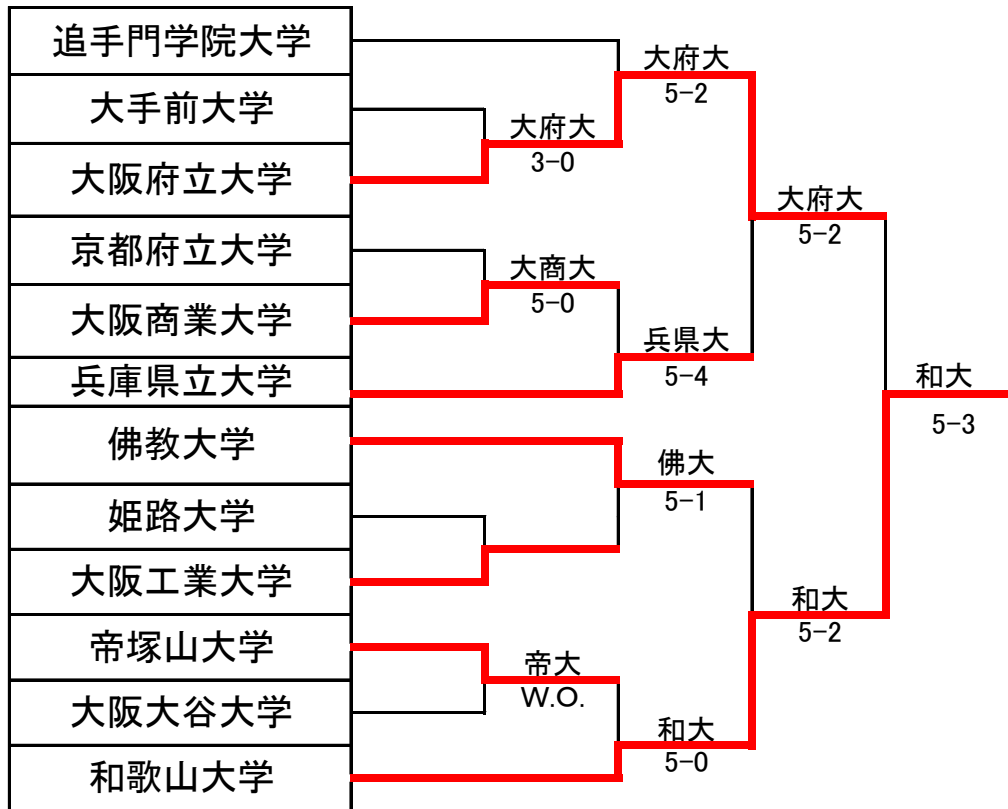 追手門学院大学
大手前大学
大阪府立大学
京都府立大学
大阪商業大学
兵庫県立大学
佛教大学
姫路大学
大阪工業大学
帝塚山大学
大阪大谷大学
和歌山大学
大府大
3-0
大商大
5-0
帝大
W.O.
大府大
5-2
兵県大
5-4
佛大
5-1
和大
5-0
大府大
5-2
和大
5-2
和大
5-3